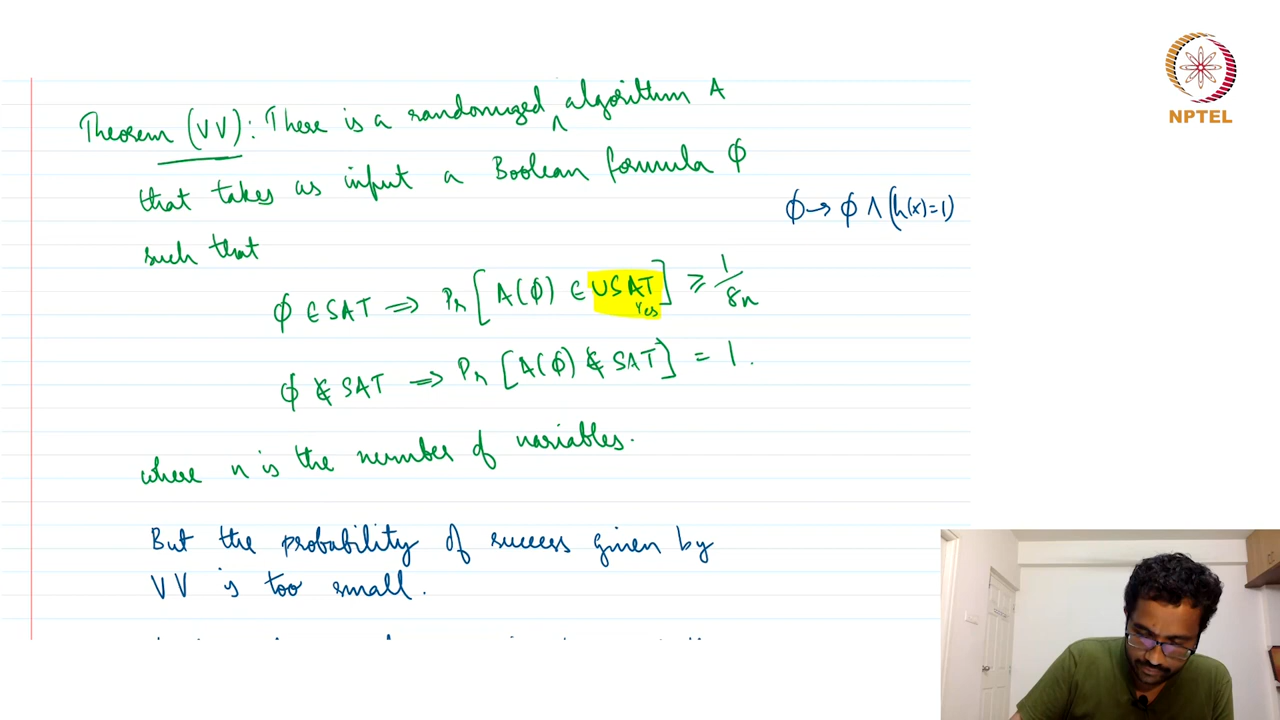 Theorem (VV): There is a randomized ^ algorithm A
that takes as input a Boolean formula φ
such that
φ → φ ∧ (h(x)=1)
φ ∈ SAT ⟹ Pr[A(φ) ∈ USAT_Yes] ≥ 1/8n
φ ∉ SAT ⟹ Pr[A(φ) ∉ SAT] = 1.
where n is the number of variables.
But the probability of success given by
VV is too small.
NPTEL